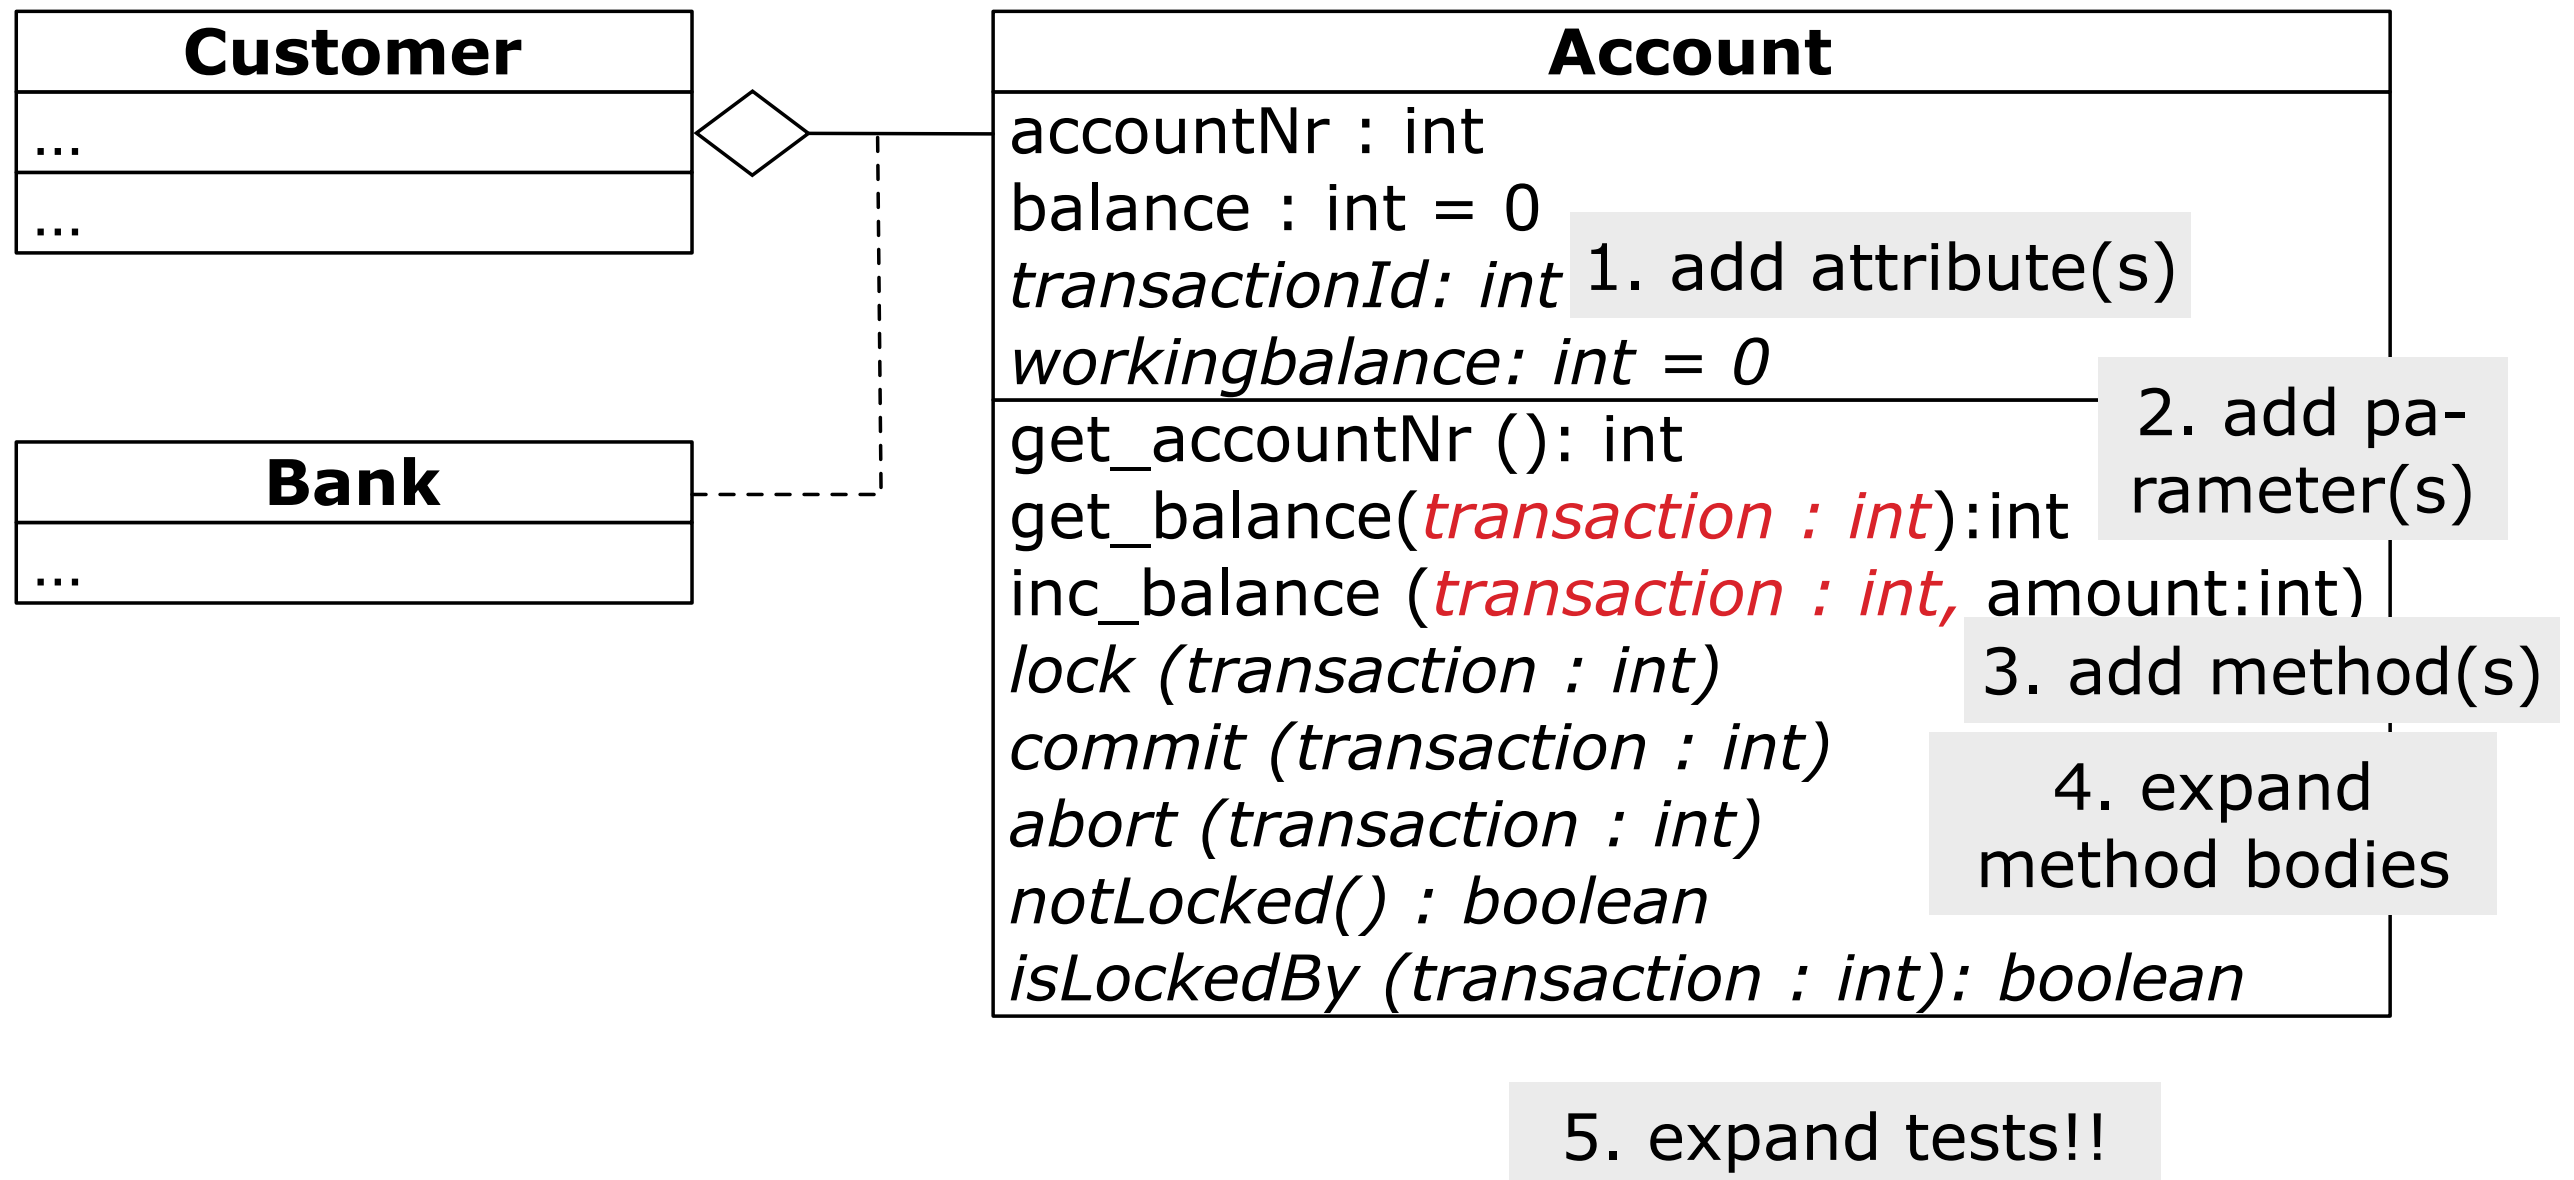 Customer
...
...
Bank
...
Account
accountNr : int
balance : int = 0
transactionId: int
1. add attribute(s)
workingbalance: int = 0
2. add pa-
rameter(s)
get_accountNr (): int
get_balance(transaction : int):int
inc_balance (transaction : int, amount:int)
lock (transaction : int)
3. add method(s)
commit (transaction : int)
4. expand
method bodies
abort (transaction : int)
notLocked() : boolean
isLockedBy (transaction : int): boolean
5. expand tests!!